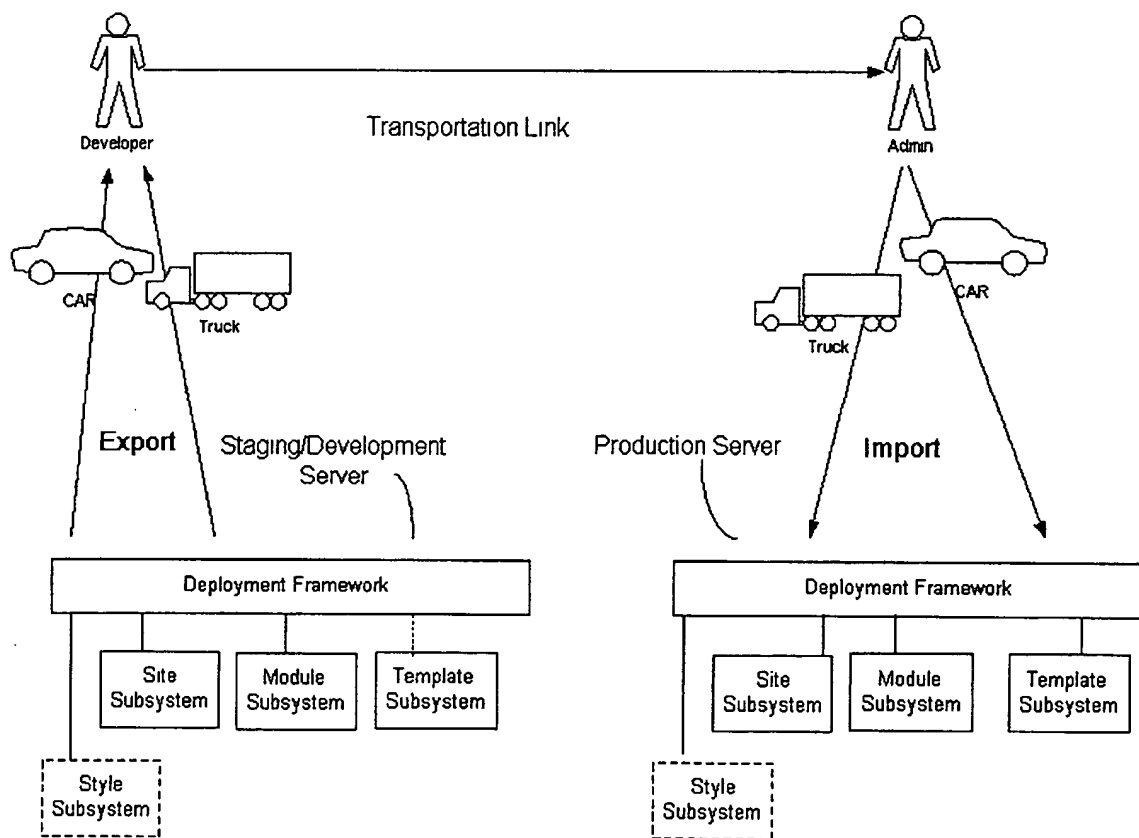 Developer
Transportation Link
Admin
CAR
Truck
CAR
Truck
Export
Staging/Development
Server
Production Server
Import
Deployment Framework
Deployment Framework
Site
Subsystem
Module
Subsystem
Template
Subsystem
Site
Subsystem
Module
Subsystem
Template
Subsystem
Style
Subsystem
Style
Subsystem